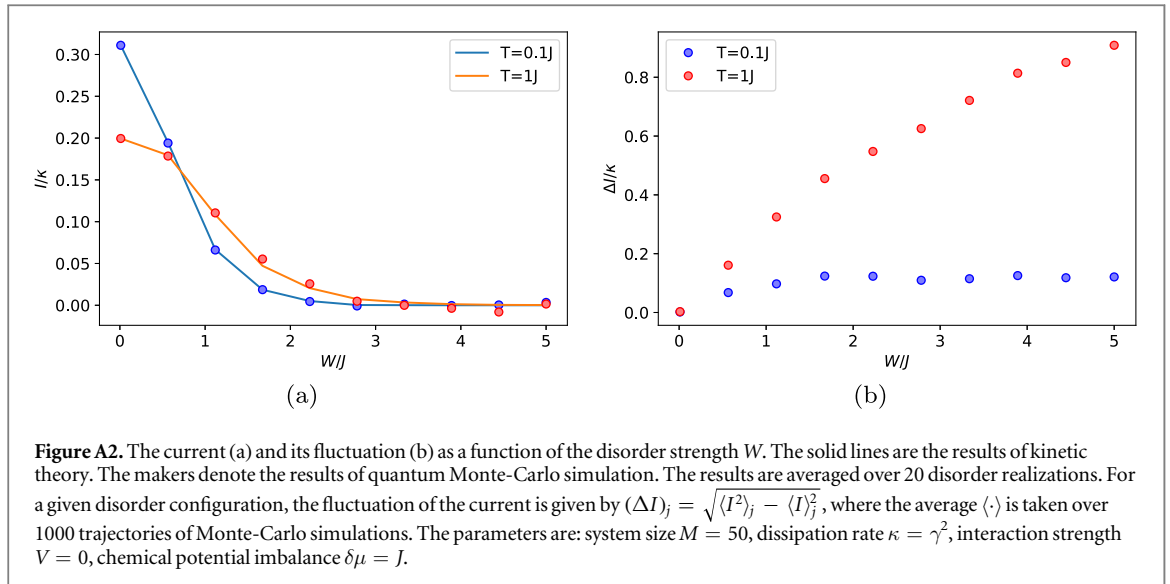 T=0.1J
T=1J
0.30
0.25
0.20
0.15
0.10
0.05
0.00
I/κ
0 1 2 3 4 5
W/J
(a)
T=0.1J
T=1J
0.8
0.6
0.4
0.2
0.0
ΔI/κ
0 1 2 3 4 5
W/J
(b)
Figure A2. The current (a) and its fluctuation (b) as a function of the disorder strength W. The solid lines are the results of kinetic
theory. The makers denote the results of quantum Monte-Carlo simulation. The results are averaged over 20 disorder realizations. For
a given disorder configuration, the fluctuation of the current is given by (ΔI)_j = √(⟨I²⟩_j − ⟨I⟩_j²), where the average ⟨·⟩ is taken over
1000 trajectories of Monte-Carlo simulations. The parameters are: system size M = 50, dissipation rate κ = γ², interaction strength
V = 0, chemical potential imbalance δμ = J.